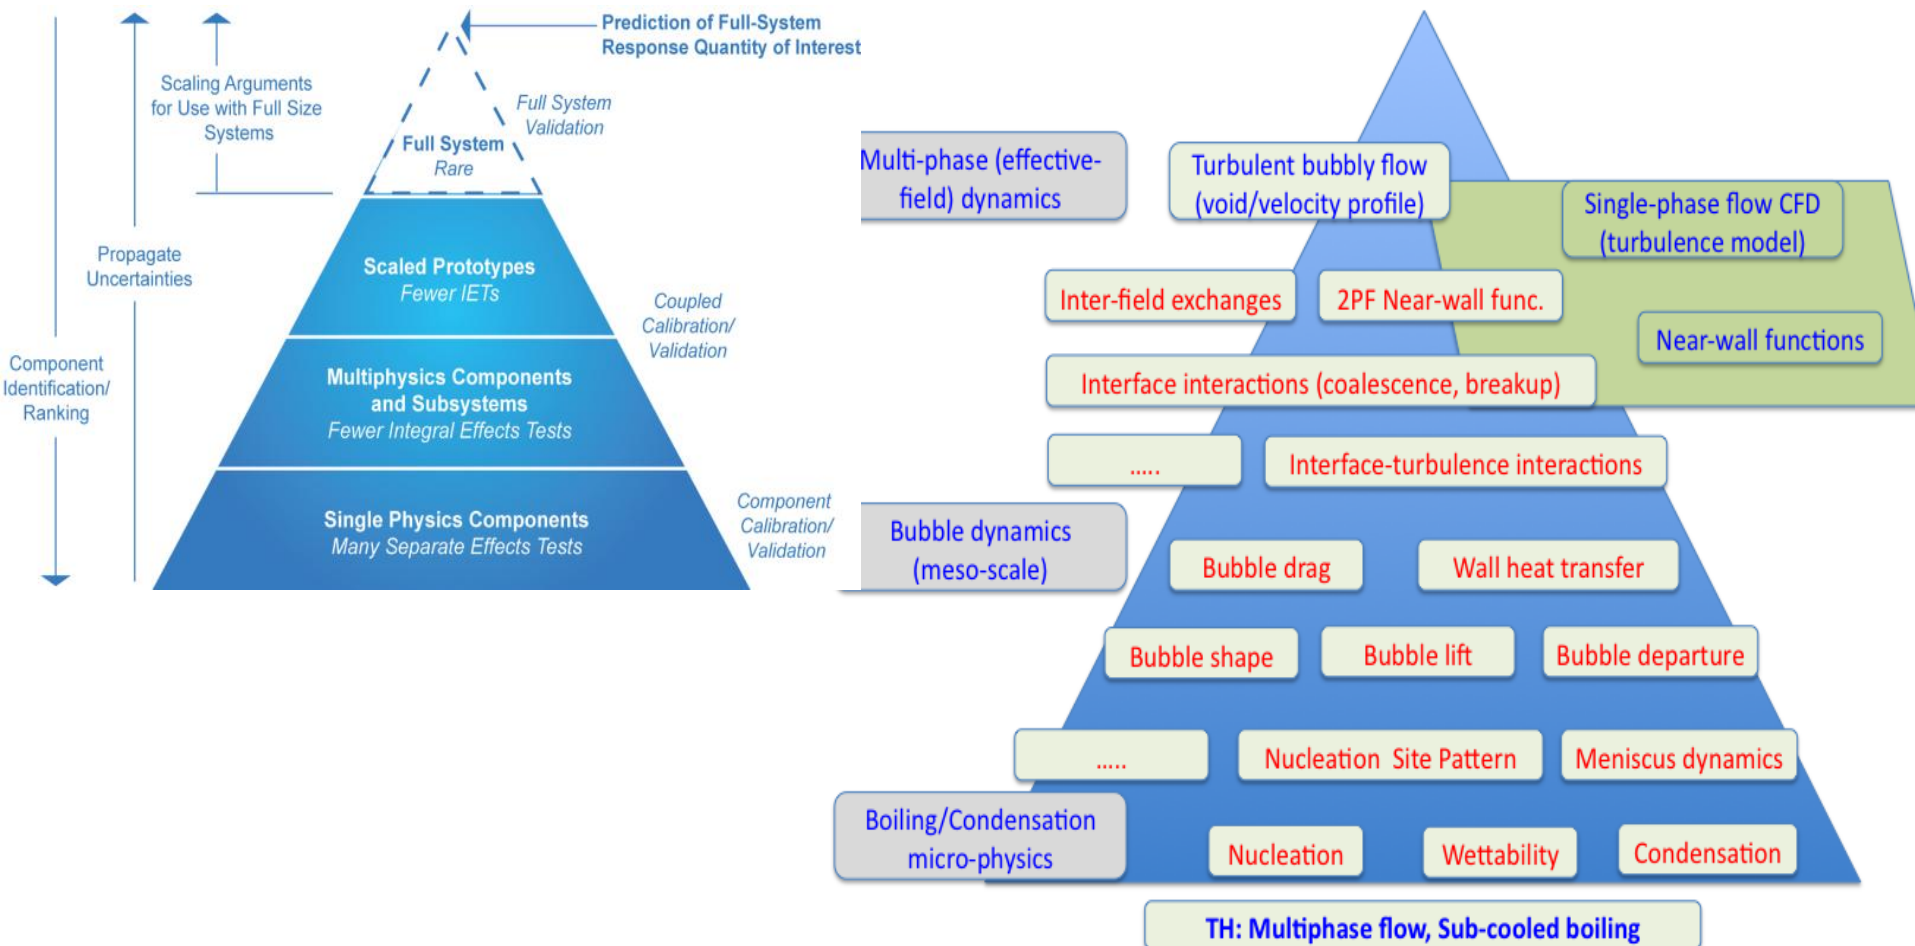 Prediction of Full-System
Response Quantity of Interest
Scaling Arguments
for Use with Full Size
Systems
Full System
Validation
Full System
Rare
Propagate
Uncertainties
Scaled Prototypes
Fewer IETs
Coupled
Calibration/
Validation
Component
Identification/
Ranking
Multiphysics Components
and Subsystems
Fewer Integral Effects Tests
Single Physics Components
Many Separate Effects Tests
Component
Calibration/
Validation
Multi-phase (effective-
field) dynamics
Turbulent bubbly flow
(void/velocity profile)
Single-phase flow CFD
(turbulence model)
Inter-field exchanges
2PF Near-wall func.
Near-wall functions
Interface interactions (coalescence, breakup)
.....
Interface-turbulence interactions
Bubble dynamics
(meso-scale)
Bubble drag
Wall heat transfer
Bubble shape
Bubble lift
Bubble departure
.....
Nucleation Site Pattern
Meniscus dynamics
Boiling/Condensation
micro-physics
Nucleation
Wettability
Condensation
TH: Multiphase flow, Sub-cooled boiling